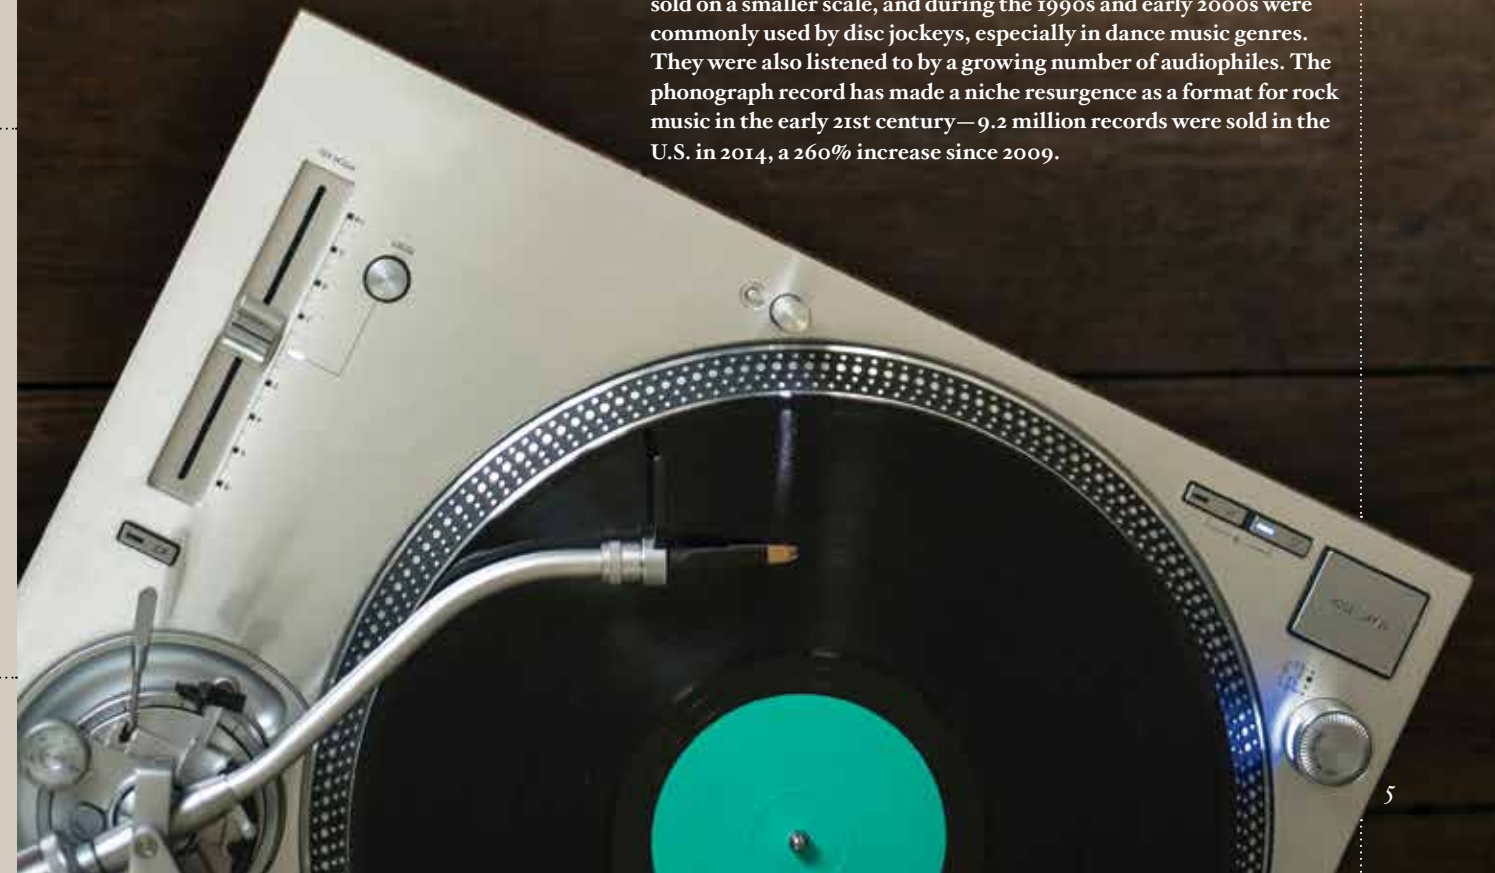 sold on a smaller scale, and during the 1990s and early 2000s were
commonly used by disc jockeys, especially in dance music genres.
They were also listened to by a growing number of audiophiles. The
phonograph record has made a niche resurgence as a format for rock
music in the early 21st century—9.2 million records were sold in the
U.S. in 2014, a 260% increase since 2009.
5